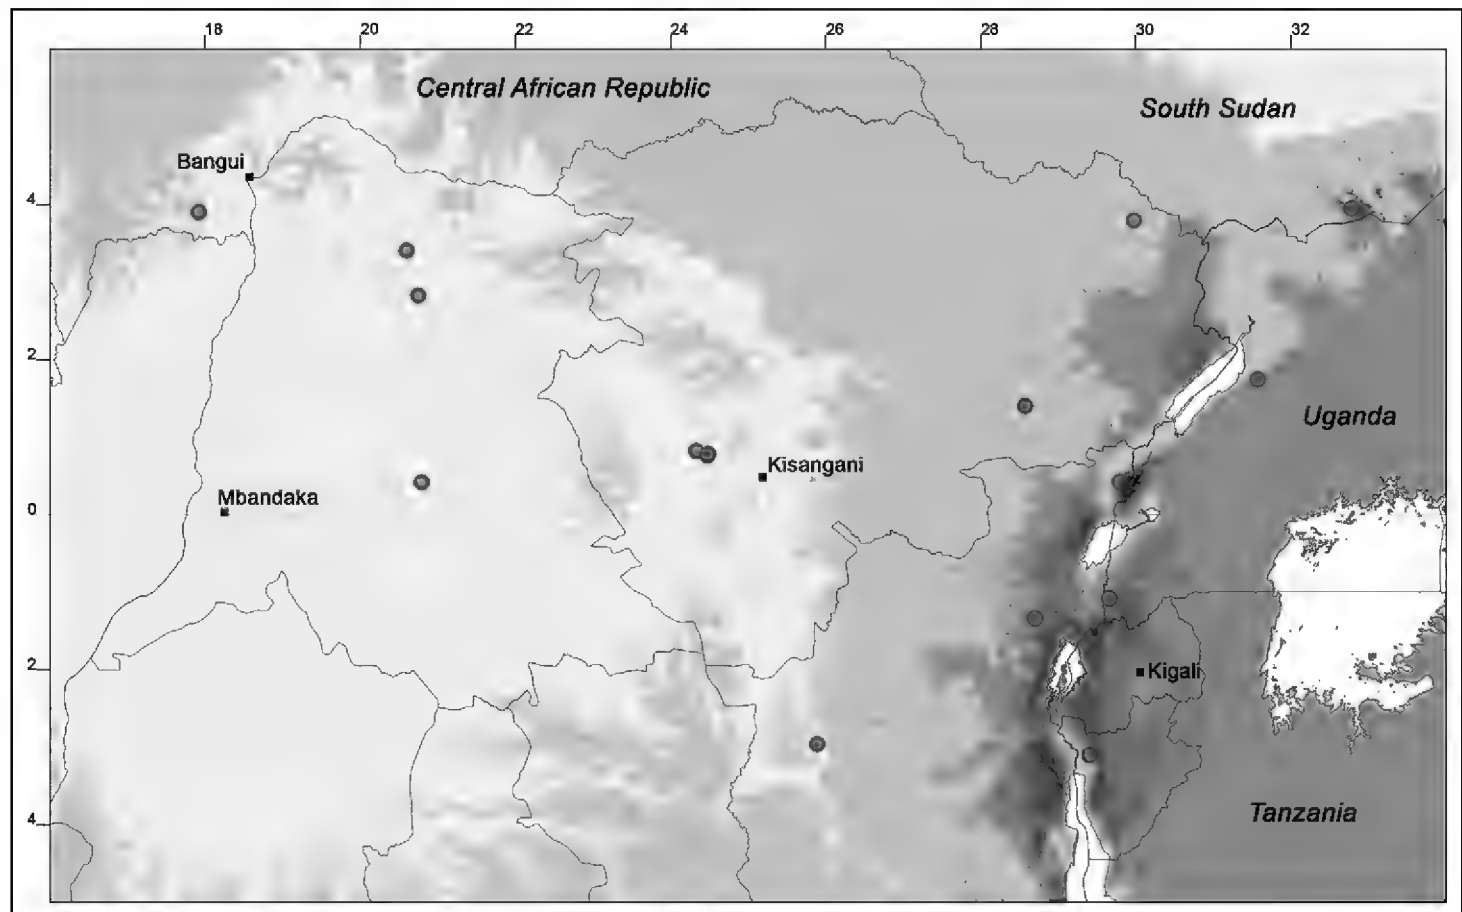 18 20 22 24 26 28 30 32
Central African Republic
South Sudan
Bangui
4
2
Uganda
Kisangani
Mbandaka
0
2
Kigali
4
Tanzania